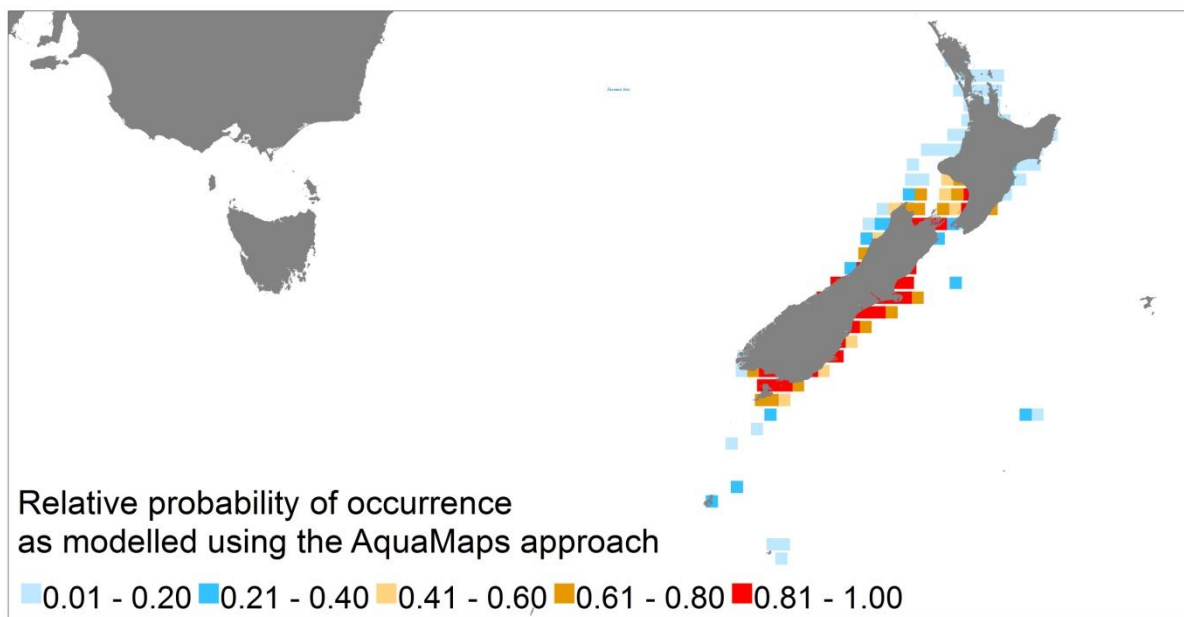 Relative probability of occurrence
as modelled using the AquaMaps approach
0.01 - 0.20 0.21 - 0.40 0.41 - 0.60 0.61 - 0.80 0.81 - 1.00